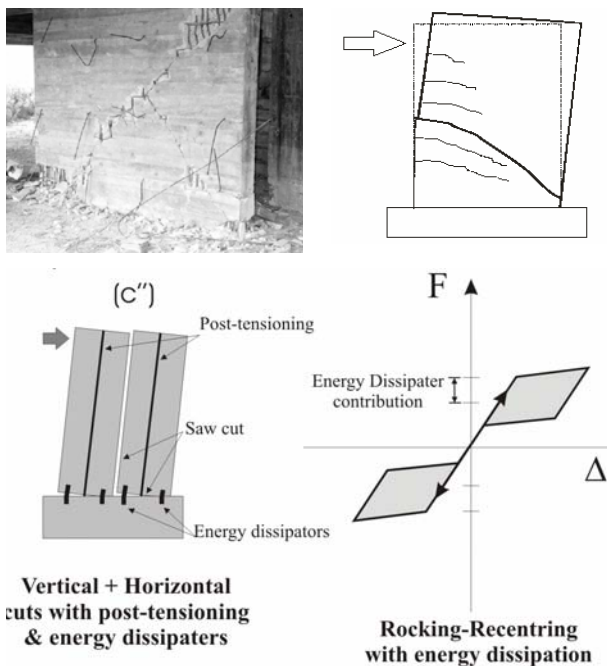 (C")
Post-tensioning
Saw cut
Energy dissipators
Vertical + Horizontal
cuts with post-tensioning
& energy dissipaters
F
Energy Dissipater
contribution
Δ
Rocking-Recentring
with energy dissipation